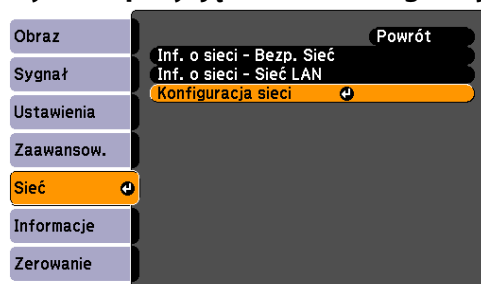 Obraz
Sygnał
Ustawienia
Zaawansow.
Sieć
Informacje
Zerowanie
Powrót
Inf. o sieci - Bezp. Sieć
Inf. o sieci - Sieć LAN
Konfiguracja sieci